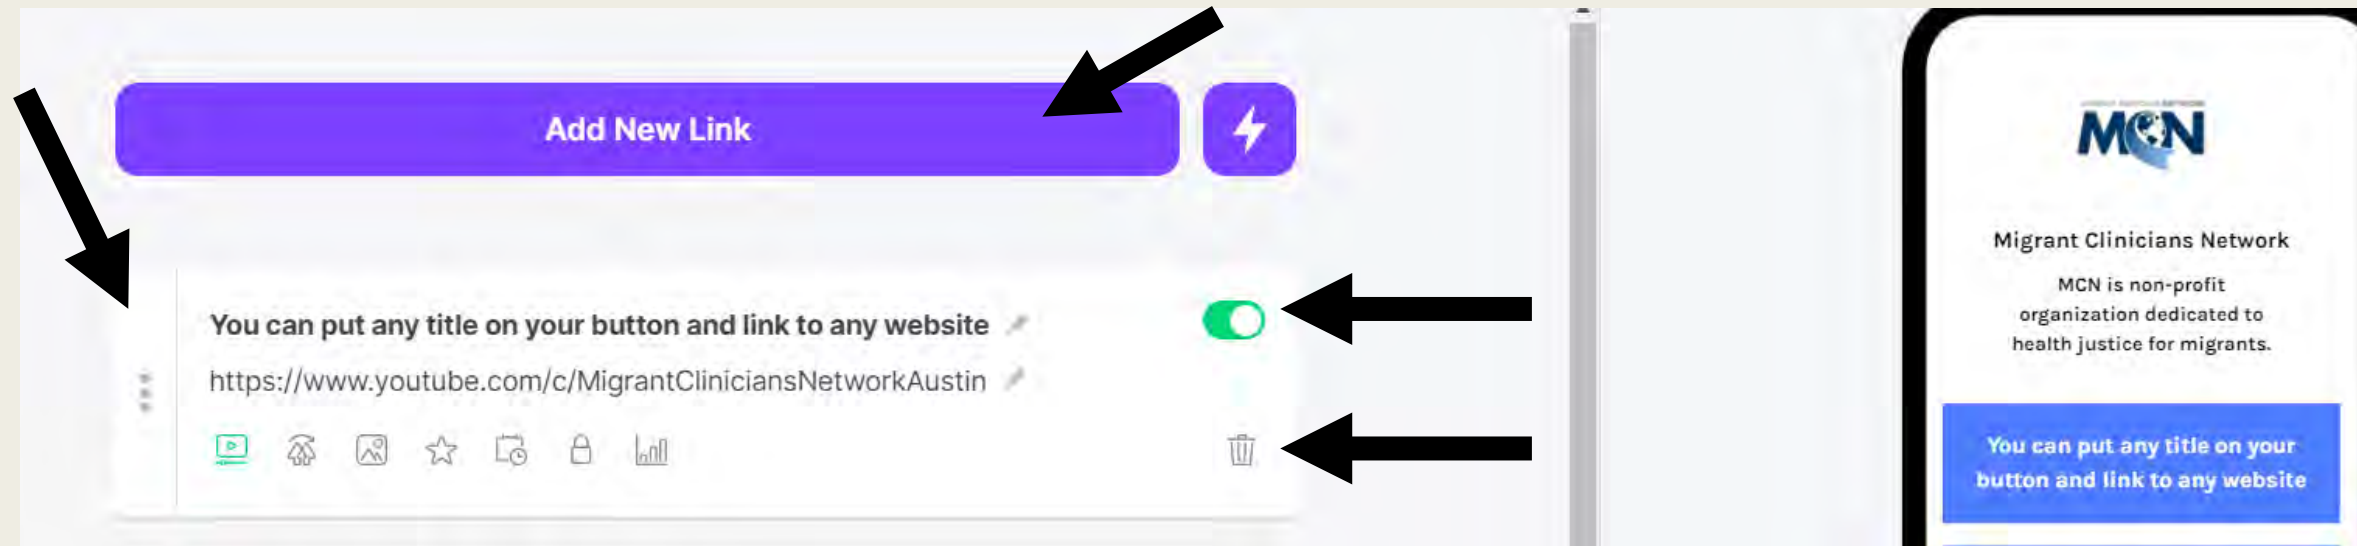 Add New Link
You can put any title on your button and link to any website
https://www.youtube.com/c/MigrantCliniciansNetworkAustin
MCN
Migrant Clinicians Network
MCN is non-profit
organization dedicated to
health justice for migrants.
You can put any title on your
button and link to any website